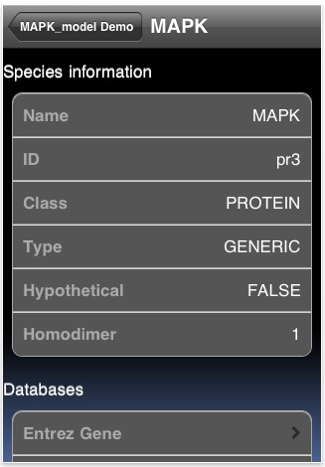 MAPK_model Demo MAPK
Species information
Name MAPK
ID pr3
Class PROTEIN
Type GENERIC
Hypothetical FALSE
Homodimer 1
Databases
Entrez Gene